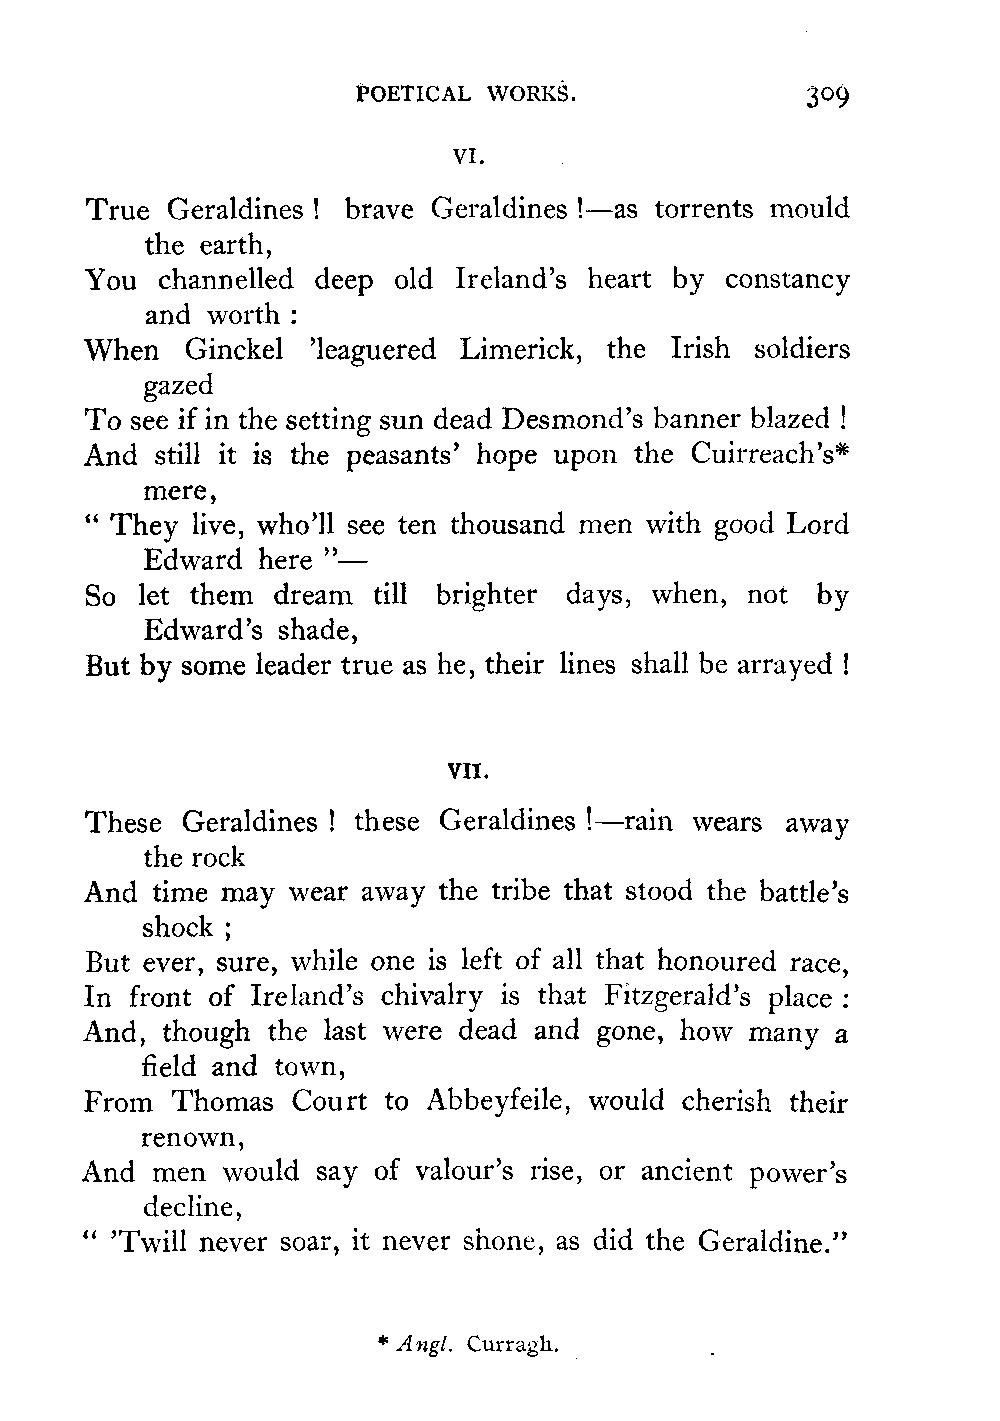 POETICAL WORKS. 309
VI.
True Geraldines ! brave Geraldines !—as torrents mould
the earth,
You channelled deep old Ireland's heart by constancy
and worth :
When Ginckel 'leaguered Limerick, the Irish soldiers
gazed
To see if in the setting sun dead Desmond's banner blazed !
And still it is the peasants' hope upon the Cuirreach's*
mere,
“ They live, who'll see ten thousand men with good Lord
Edward here ”—
So let them dream till brighter days, when, not by
Edward's shade,
But by some leader true as he, their lines shall be arrayed !
VII.
These Geraldines ! these Geraldines !—rain wears away
the rock
And time may wear away the tribe that stood the battle's
shock ;
But ever, sure, while one is left of all that honoured race,
In front of Ireland's chivalry is that Fitzgerald's place :
And, though the last were dead and gone, how many a
field and town,
From Thomas Court to Abbeyfeile, would cherish their
renown,
And men would say of valour's rise, or ancient power's
decline,
“ 'Twill never soar, it never shone, as did the Geraldine.”
* Angl. Curragh.